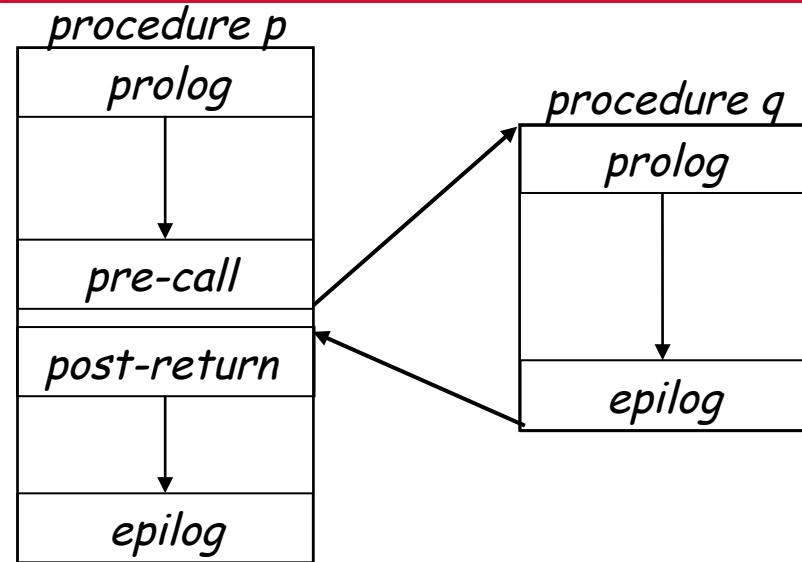 procedure p
prolog
pre-call
post-return
epilog
procedure q
prolog
epilog